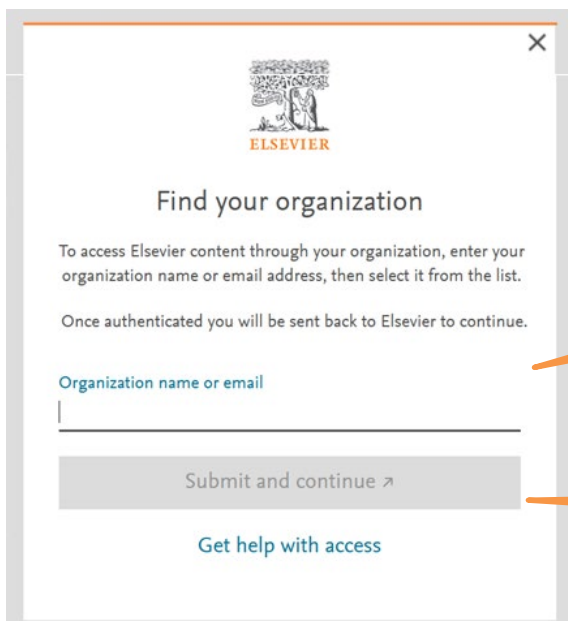 ELSEVIER
Find your organization
To access Elsevier content through your organization, enter your
organization name or email address, then select it from the list.
Once authenticated you will be sent back to Elsevier to continue.
Organization name or email
Submit and continue ↗
Get help with access